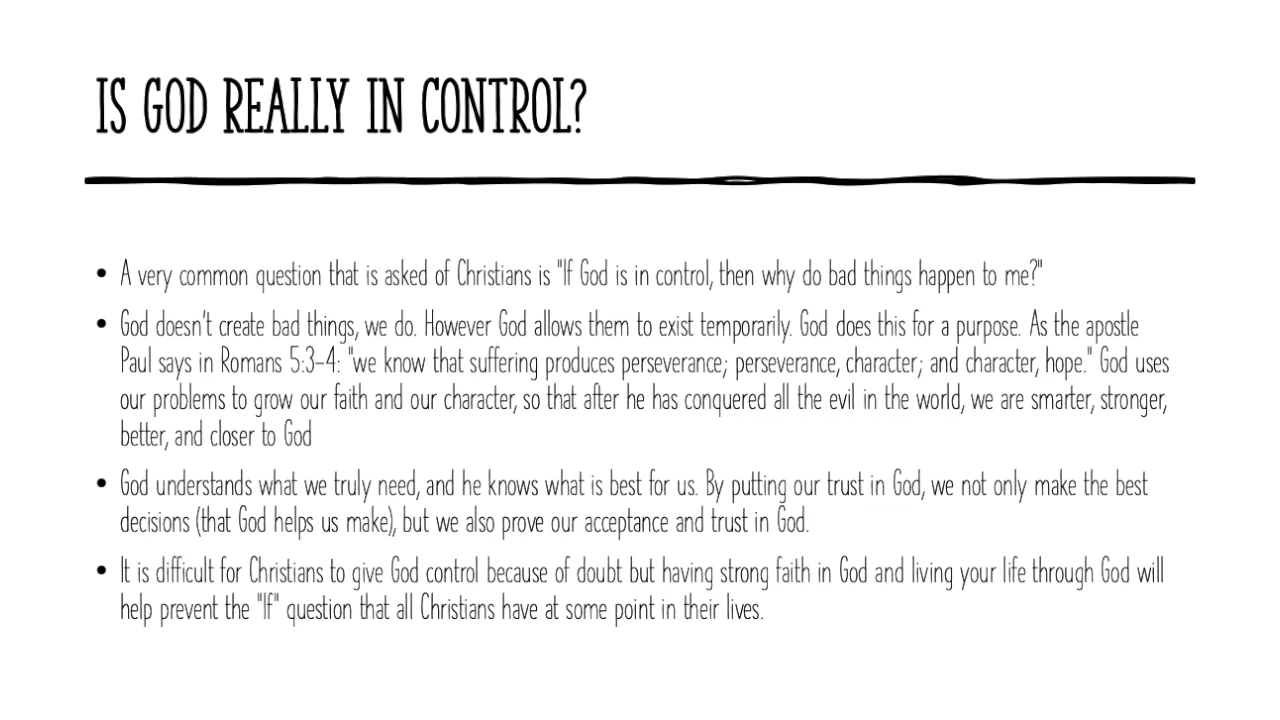 IS GOD REALLY IN CONTROL?
• A very common question that is asked of Christians is "If God is in control, then why do bad things happen to me?"
• God doesn't create bad things, we do. However God allows them to exist temporarily. God does this for a purpose. As the apostle
Paul says in Romans 5:3-4: "we know that suffering produces perseverance; perseverance, character; and character, hope." God uses
our problems to grow our faith and our character, so that after he has conquered all the evil in the world, we are smarter, stronger,
better, and closer to God
• God understands what we truly need, and he knows what is best for us. By putting our trust in God, we not only make the best
decisions (that God helps us make), but we also prove our acceptance and trust in God.
• It is difficult for Christians to give God control because of doubt but having strong faith in God and living your life through God will
help prevent the "If" question that all Christians have at some point in their lives.